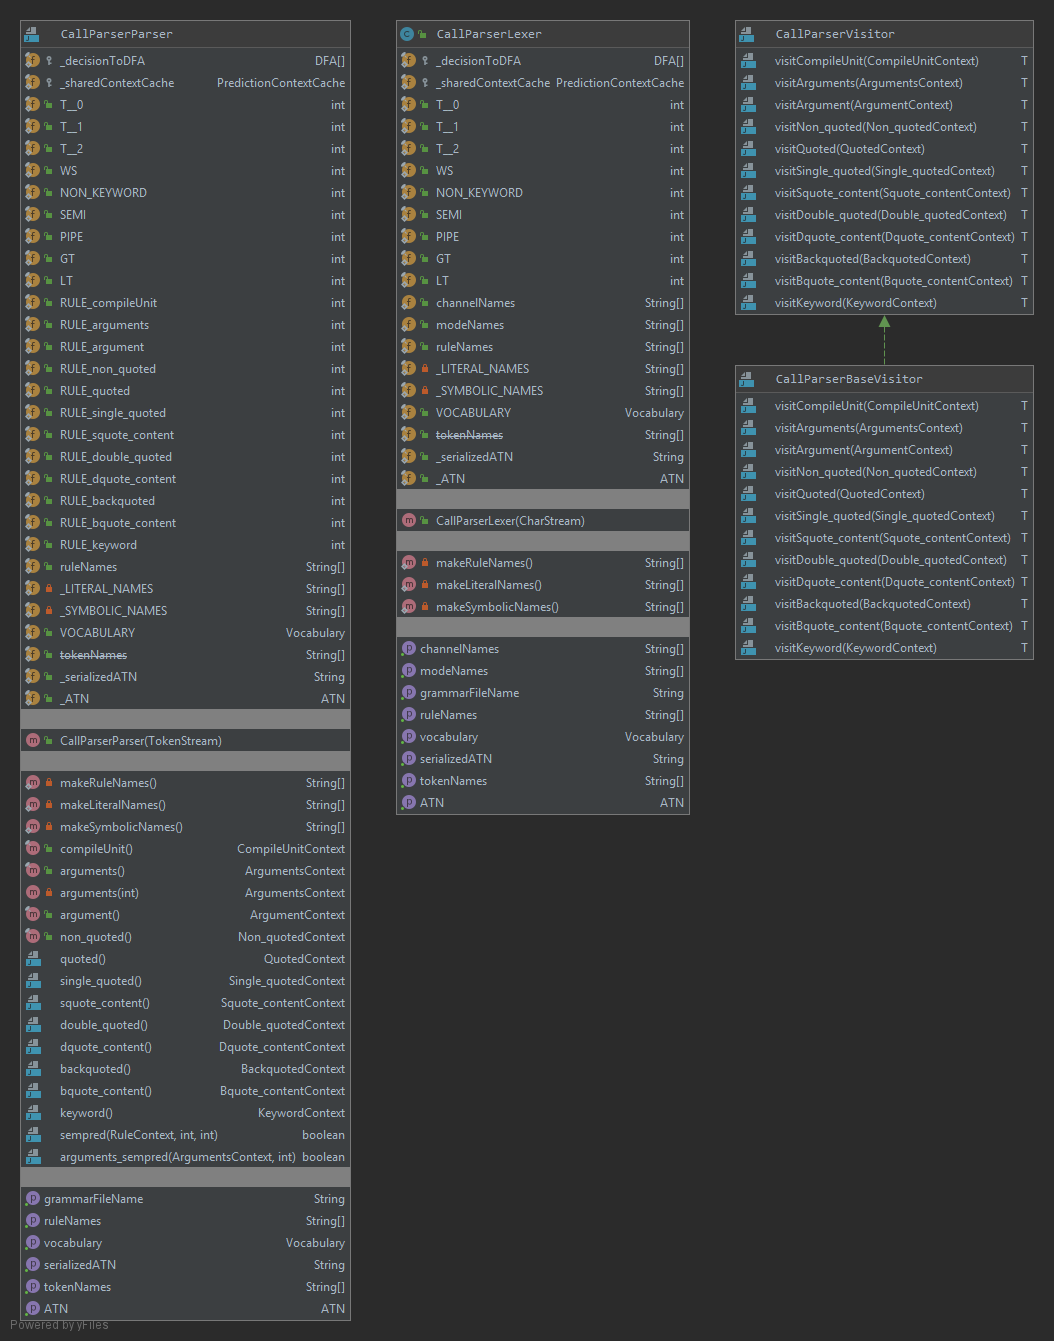 CallParserParser
_decisionToDFA DFA[]
_sharedContextCache PredictionContextCache
T__0 int
T__1 int
T__2 int
WS int
NON_KEYWORD int
SEMI int
PIPE int
GT int
LT int
RULE_compileUnit int
RULE_arguments int
RULE_argument int
RULE_non_quoted int
RULE_quoted int
RULE_single_quoted int
RULE_squote_content int
RULE_double_quoted int
RULE_dquote_content int
RULE_backquoted int
RULE_bquote_content int
RULE_keyword int
ruleNames String[]
_LITERAL_NAMES String[]
_SYMBOLIC_NAMES String[]
VOCABULARY Vocabulary
tokenNames String[]
_serializedATN String
_ATN ATN
CallParserParser(TokenStream)
makeRuleNames() String[]
makeLiteralNames() String[]
makeSymbolicNames() String[]
compileUnit() CompileUnitContext
arguments() ArgumentsContext
arguments(int) ArgumentsContext
argument() ArgumentContext
non_quoted() Non_quotedContext
quoted() QuotedContext
single_quoted() Single_quotedContext
squote_content() Squote_contentContext
double_quoted() Double_quotedContext
dquote_content() Dquote_contentContext
backquoted() BackquotedContext
bquote_content() Bquote_contentContext
keyword() KeywordContext
sempred(RuleContext, int, int) boolean
arguments_sempred(ArgumentsContext, int) boolean
grammarFileName String
ruleNames String[]
vocabulary Vocabulary
serializedATN String
tokenNames String[]
ATN ATN
CallParserLexer
_decisionToDFA DFA[]
_sharedContextCache PredictionContextCache
T__0 int
T__1 int
T__2 int
WS int
NON_KEYWORD int
SEMI int
PIPE int
GT int
LT int
channelNames String[]
modeNames String[]
ruleNames String[]
_LITERAL_NAMES String[]
_SYMBOLIC_NAMES String[]
VOCABULARY Vocabulary
tokenNames String[]
_serializedATN String
_ATN ATN
CallParserLexer(CharStream)
makeRuleNames() String[]
makeLiteralNames() String[]
makeSymbolicNames() String[]
channelNames String[]
modeNames String[]
grammarFileName String
ruleNames String[]
vocabulary Vocabulary
serializedATN String
tokenNames String[]
ATN ATN
CallParserVisitor
visitCompileUnit(CompileUnitContext) T
visitArguments(ArgumentsContext) T
visitArgument(ArgumentContext) T
visitNon_quoted(Non_quotedContext) T
visitQuoted(QuotedContext) T
visitSingle_quoted(Single_quotedContext) T
visitSquote_content(Squote_contentContext) T
visitDouble_quoted(Double_quotedContext) T
visitDquote_content(Dquote_contentContext) T
visitBackquoted(BackquotedContext) T
visitBquote_content(Bquote_contentContext) T
visitKeyword(KeywordContext) T
CallParserBaseVisitor
visitCompileUnit(CompileUnitContext) T
visitArguments(ArgumentsContext) T
visitArgument(ArgumentContext) T
visitNon_quoted(Non_quotedContext) T
visitQuoted(QuotedContext) T
visitSingle_quoted(Single_quotedContext) T
visitSquote_content(Squote_contentContext) T
visitDouble_quoted(Double_quotedContext) T
visitDquote_content(Dquote_contentContext) T
visitBackquoted(BackquotedContext) T
visitBquote_content(Bquote_contentContext) T
visitKeyword(KeywordContext) T
Powered by yFiles